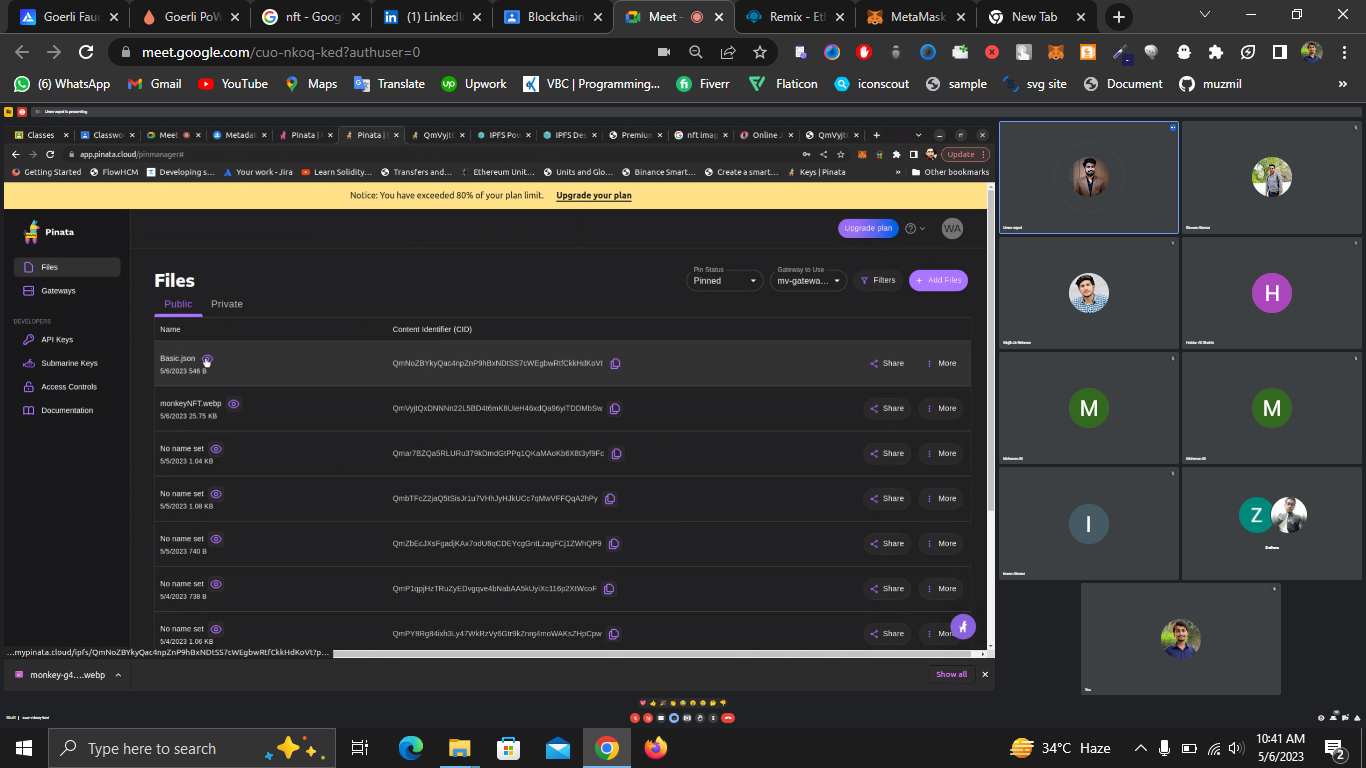 Goerli Fauc
Goerli PoW
nft - Goog
(1) LinkedI
Blockchain
Meet -
Remix - Eth
MetaMask
New Tab
meet.google.com/cuo-nkoq-ked?authuser=0
(6) WhatsApp
Gmail
YouTube
Maps
Translate
Upwork
VBC | Programming...
Fiverr
Flaticon
iconscout
sample
svg site
Document
muzmil
»
Classes
Classwo
Meet
Metadat
Pinata |
Pinata |
QmVyjt
IPFS Pow
IPFS Des
Premium
nft imag
Online J
QmVyjt
app.pinata.cloud/pinmanager#
Update
Getting Started
FlowHCM
Developing s...
Your work - Jira
Learn Solidity...
Transfers and...
Ethereum Unit...
Units and Glo...
Binance Smart...
Create a smart...
Keys | Pinata
»
Other bookmarks
Notice: You have exceeded 80% of your plan limit. Upgrade your plan
Pinata
Upgrade plan
WA
Files
Gateways
DEVELOPERS
API Keys
Submarine Keys
Access Controls
Documentation
Files
Pin Status
Pinned
Gateway to Use
mv-gatewa...
Filters
+ Add Files
Public
Private
Name
Content Identifier (CID)
Basic.json
5/6/2023 546 B
QmNoZBYkyQac4npZnP9hBxNDtSS7cWEgbwRtfCkkHdKoVt
Share
More
monkeyNFT.webp
5/6/2023 25.75 KB
QmVyjtQxDNNNn22L5BD4t6mK8UieH46xdQa96yiTDDMbSw
Share
More
No name set
5/5/2023 1.04 KB
Qmar7BZQa5RLURu379kDmdGtPPq1QKaMAoKb6X8t3yf9Fc
Share
More
No name set
5/5/2023 1.08 KB
QmbTFcZ2jaQ5tSisJr1u7VHhJyHJkUCc7qMwVFFQqA2hPy
Share
More
No name set
5/5/2023 740 B
QmZbEcJXsFgadjKAx7odU6qCDEYcgGntLzagFCj1ZWhQP9
Share
More
No name set
5/4/2023 738 B
QmP1qpjHzTRuZyEDvgqve4bNabAA5kUyiXc116p2XtWcoF
Share
More
No name set
5/4/2023 1.06 KB
QmPY8Rg84ixh3Ly47WkRzVy6Gtr9kZnrg4moWAKsZHpCpw
Share
More
...mypinata.cloud/ipfs/QmNoZBYkyQac4npZnP9hBxNDtSS7cWEgbwRtfCkkHdKoVt?p...
monkey-g4....webp
Show all
H
M
M
I
Z
You
Type here to search
34°C Haze
10:41 AM
5/6/2023
2